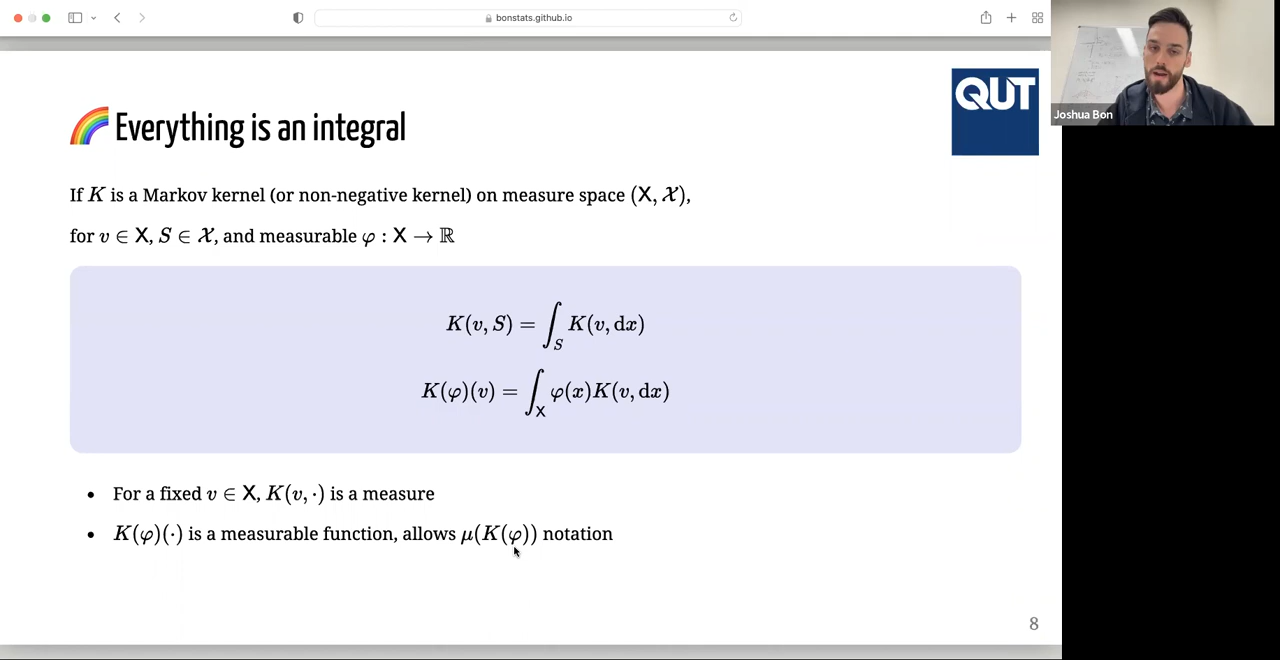 bonstats.github.io
QUT
Joshua Bon
🌈 Everything is an integral
If K is a Markov kernel (or non-negative kernel) on measure space (X, 𝒳),
for v ∈ X, S ∈ 𝒳, and measurable φ : X → ℝ
K(v, S) = ∫_S K(v, dx)
K(φ)(v) = ∫_X φ(x)K(v, dx)
• For a fixed v ∈ X, K(v, ·) is a measure
• K(φ)(·) is a measurable function, allows μ(K(φ)) notation
8